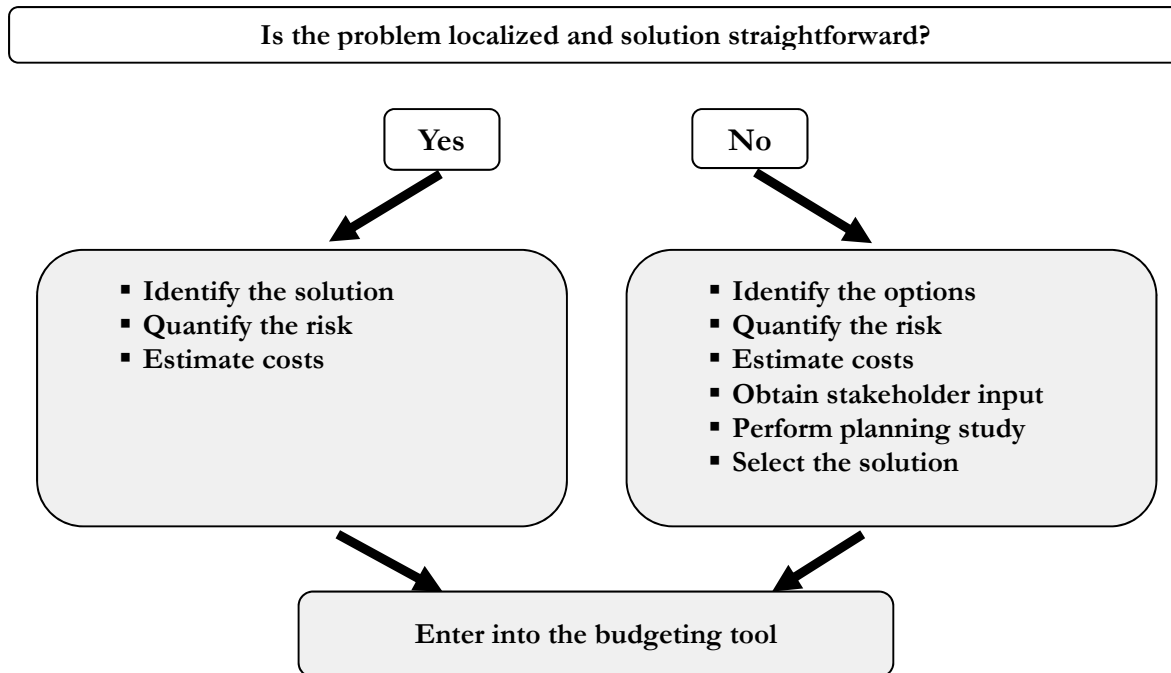 Is the problem localized and solution straightforward?
Yes
No
▪ Identify the solution
▪ Quantify the risk
▪ Estimate costs
▪ Identify the options
▪ Quantify the risk
▪ Estimate costs
▪ Obtain stakeholder input
▪ Perform planning study
▪ Select the solution
Enter into the budgeting tool